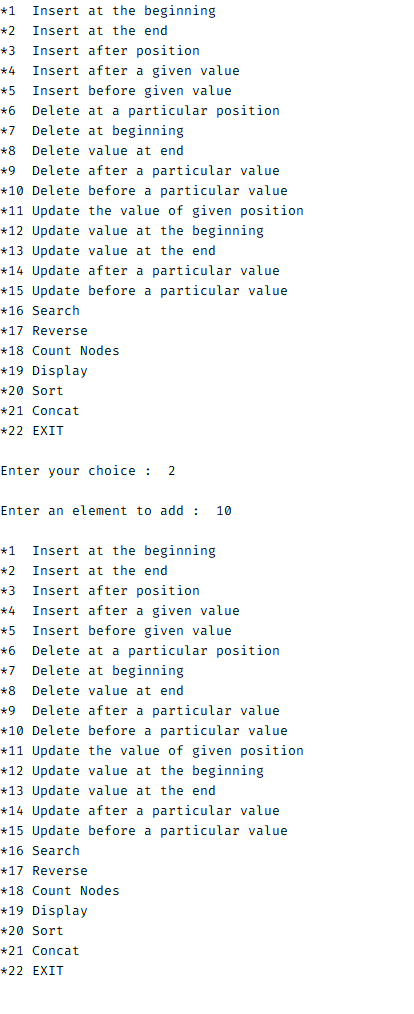 *1  Insert at the beginning
*2  Insert at the end
*3  Insert after position
*4  Insert after a given value
*5  Insert before given value
*6  Delete at a particular position
*7  Delete at beginning
*8  Delete value at end
*9  Delete after a particular value
*10 Delete before a particular value
*11 Update the value of given position
*12 Update value at the beginning
*13 Update value at the end
*14 Update after a particular value
*15 Update before a particular value
*16 Search
*17 Reverse
*18 Count Nodes
*19 Display
*20 Sort
*21 Concat
*22 EXIT
Enter your choice :  2
Enter an element to add :  10
*1  Insert at the beginning
*2  Insert at the end
*3  Insert after position
*4  Insert after a given value
*5  Insert before given value
*6  Delete at a particular position
*7  Delete at beginning
*8  Delete value at end
*9  Delete after a particular value
*10 Delete before a particular value
*11 Update the value of given position
*12 Update value at the beginning
*13 Update value at the end
*14 Update after a particular value
*15 Update before a particular value
*16 Search
*17 Reverse
*18 Count Nodes
*19 Display
*20 Sort
*21 Concat
*22 EXIT